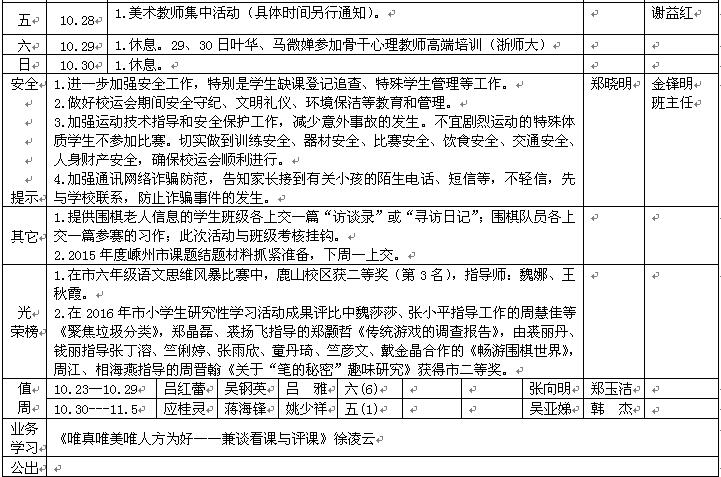 五 10.28 1.美术教师集中活动（具体时间另行通知）。 谢益红
六 10.29 1.休息。29、30日叶华、马微婵参加骨干心理教师高端培训（浙师大）
日 10.30 1.休息。
安全 1.进一步加强安全工作，特别是学生缺课登记追查、特殊学生管理等工作。 郑晓明 金锋明
2.做好校运会期间安全守纪、文明礼仪、环境保洁等教育和管理。 班主任
3.加强运动技术指导和安全保护工作，减少意外事故的发生。不宜剧烈运动的特殊体
质学生不参加比赛。切实做到训练安全、器材安全、比赛安全、饮食安全、交通安全、
人身财产安全，确保校运会顺利进行。
4.加强通讯网络诈骗防范，告知家长接到有关小孩的陌生电话、短信等，不轻信，先
提示 与学校联系，防止诈骗事件的发生。
其它 1.提供围棋老人信息的学生班级各上交一篇“访谈录”或“寻访日记”；围棋队员各上
交一篇参赛的习作；此次活动与班级考核挂钩。
2.2015年度嵊州市课题结题材料抓紧准备，下周一上交。
光 1.在市六年级语文思维风暴比赛中，鹿山校区获二等奖（第3名），指导师：魏娜、王
秋霞。
荣榜 2.在2016年市小学生研究性学习活动成果评比中魏莎莎、张小平指导工作的周慧佳等
《聚焦垃圾分类》，郑晶磊、裘扬飞指导的郑灏哲《传统游戏的调查报告》，由裘丽丹、
钱丽指导张丁溶、竺俐婷、张雨欣、童丹琦、竺彦文、戴金晶合作的《畅游围棋世界》，
周江、相海燕指导的周晋翰《关于“笔的秘密”趣味研究》获得市二等奖。
值 10.23—10.29 吕红蕾 吴钢英 吕 雅 六(6) 张向明 郑玉洁
周 10.30---11.5 应桂灵 蒋海锋 姚少祥 五(1) 吴亚娣 韩 杰
业务
学习 《唯真唯美唯人方为好——兼谈看课与评课》徐凌云
公出